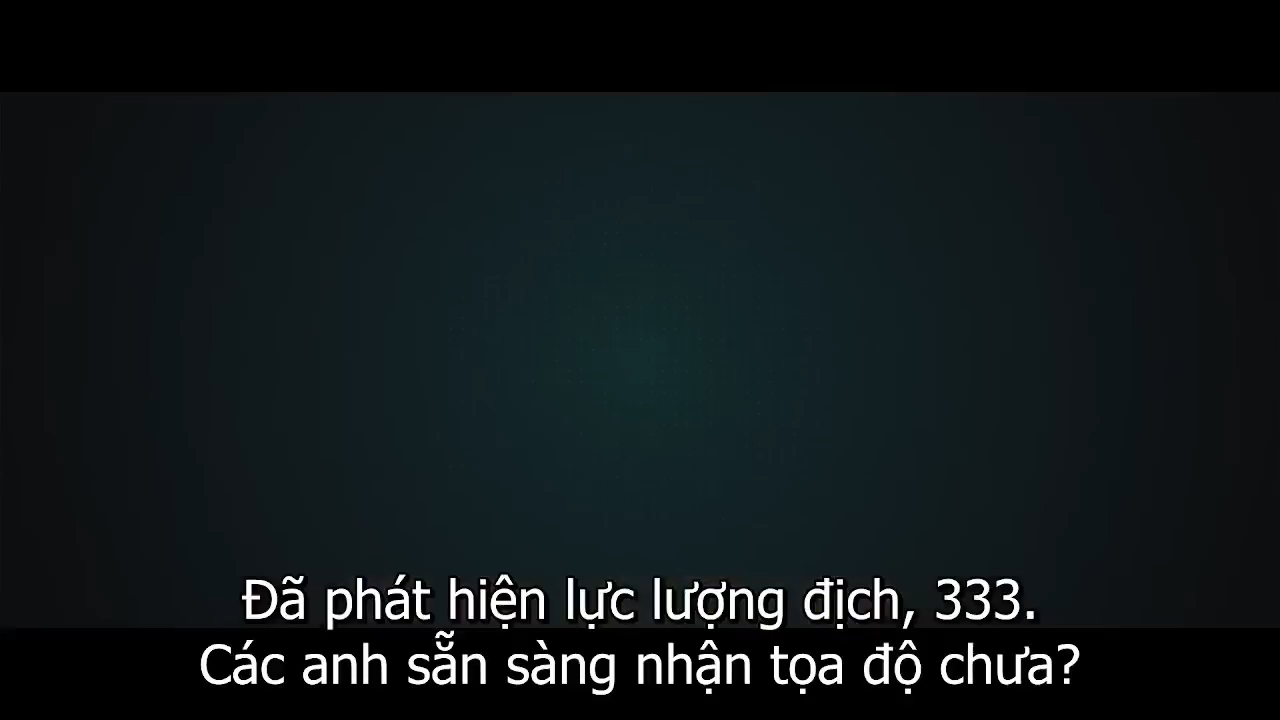 Đã phát hiện lực lượng địch, 333.
Các anh sẵn sàng nhận tọa độ chưa?